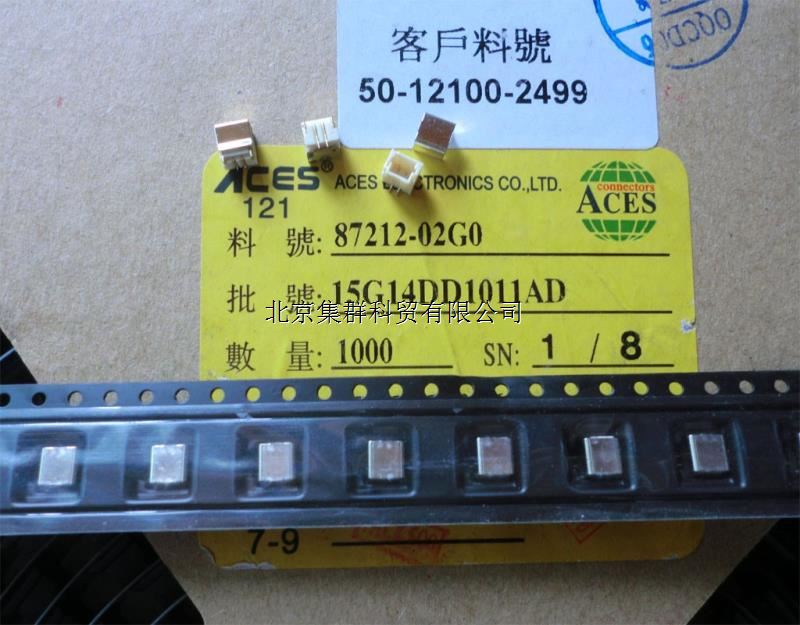 客戶料號
50-12100-2499
OQCD
ACES® ACES ELECTRONICS CO.,LTD.
connectors
ACES
121
料 號: 87212-02G0
批 號: 15G14DD1011AD
北京集群科贸有限公司
數 量: 1000 SN: 1 / 8
7-9